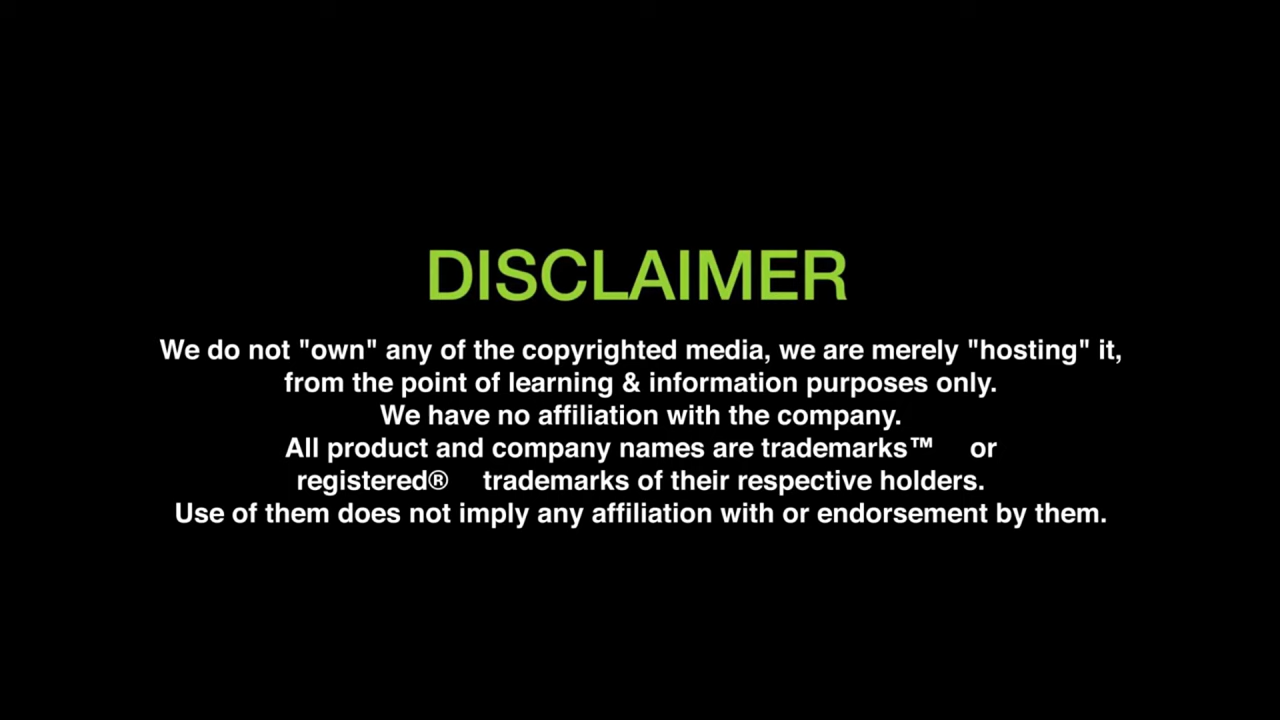 DISCLAIMER
We do not "own" any of the copyrighted media, we are merely "hosting" it,
from the point of learning & information purposes only.
We have no affiliation with the company.
All product and company names are trademarks™ or
registered® trademarks of their respective holders.
Use of them does not imply any affiliation with or endorsement by them.